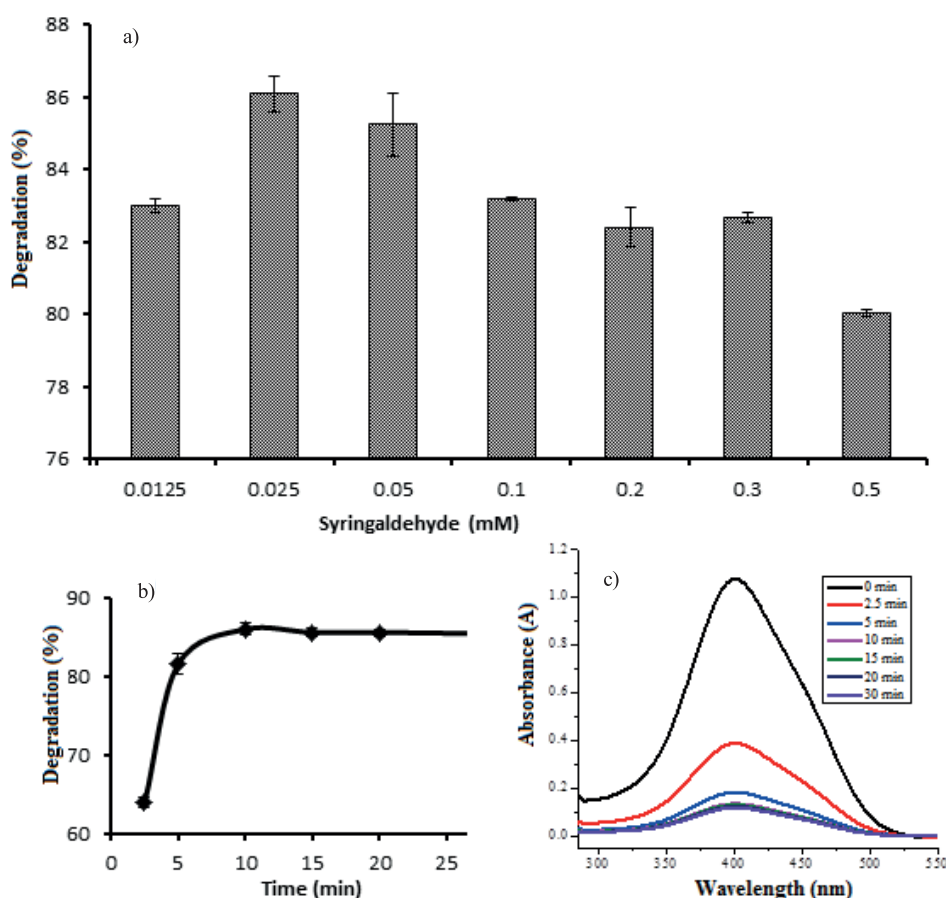 a)
Degradation (%)
88
86
84
82
80
78
76
0.0125 0.025 0.05 0.1 0.2 0.3 0.5
Syringaldehyde (mM)
b)
Degradation (%)
90
80
70
60
0 5 10 15 20 25
Time (min)
c)
Absorbance (A)
1.2
1.0
0.8
0.6
0.4
0.2
0.0
0 min
2.5 min
5 min
10 min
15 min
20 min
30 min
300 350 400 450 500 550
Wavelength (nm)